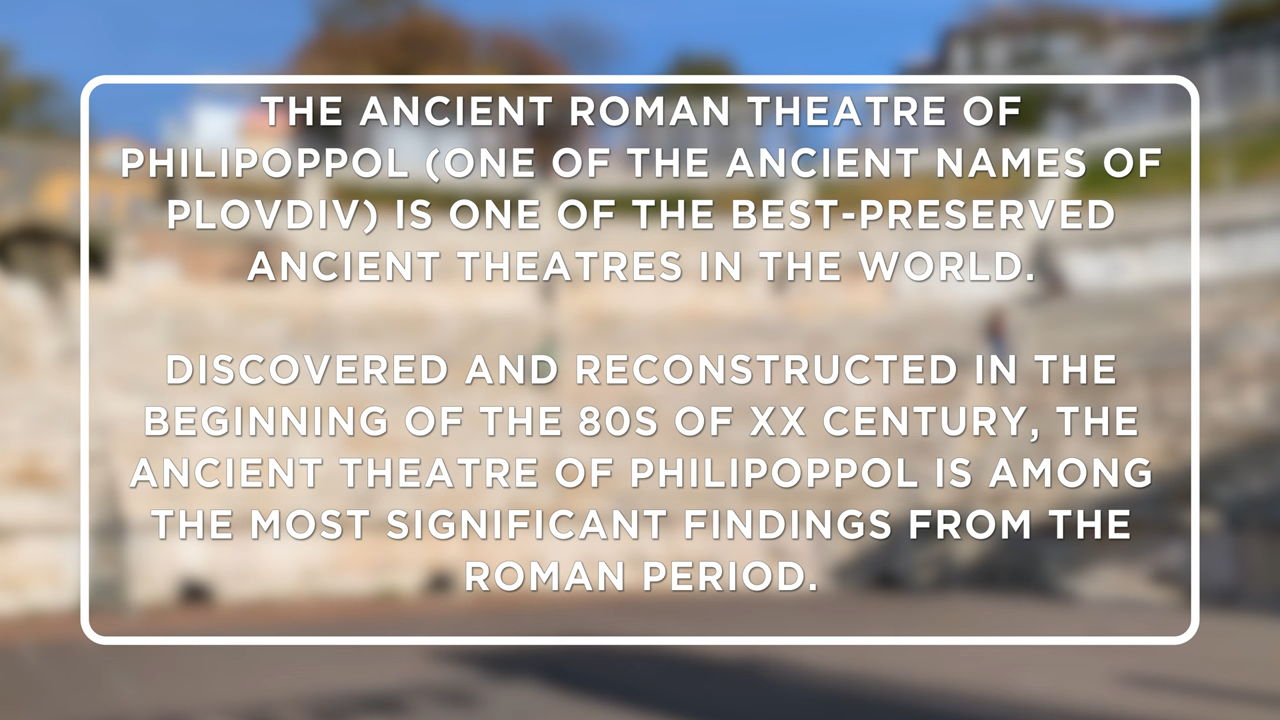 THE ANCIENT ROMAN THEATRE OF
PHILIPOPPOL (ONE OF THE ANCIENT NAMES OF
PLOVDIV) IS ONE OF THE BEST-PRESERVED
ANCIENT THEATRES IN THE WORLD.
DISCOVERED AND RECONSTRUCTED IN THE
BEGINNING OF THE 80S OF XX CENTURY, THE
ANCIENT THEATRE OF PHILIPOPPOL IS AMONG
THE MOST SIGNIFICANT FINDINGS FROM THE
ROMAN PERIOD.